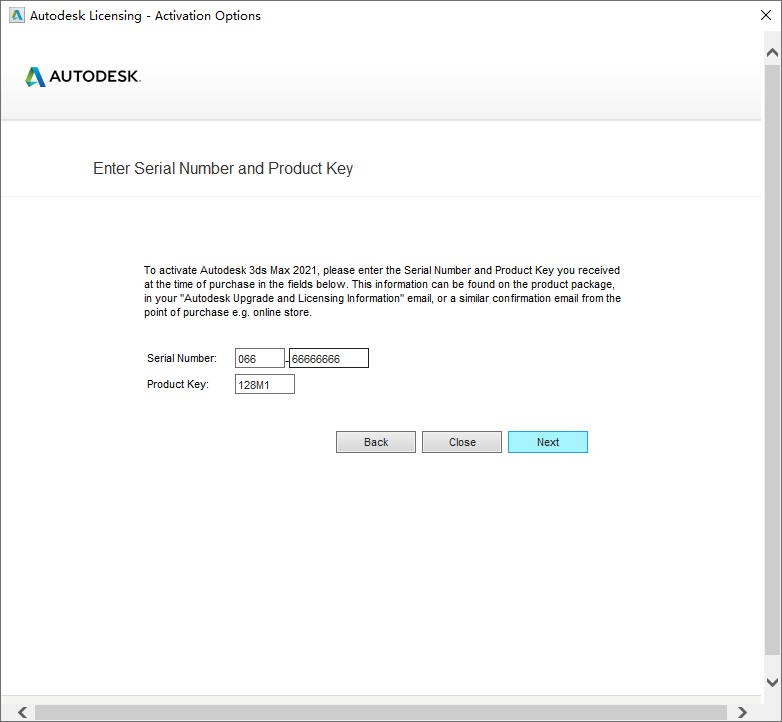 Autodesk Licensing - Activation Options
AUTODESK.
Enter Serial Number and Product Key
To activate Autodesk 3ds Max 2021, please enter the Serial Number and Product Key you received
at the time of purchase in the fields below. This information can be found on the product package,
in your "Autodesk Upgrade and Licensing Information" email, or a similar confirmation email from the
point of purchase e.g. online store.
Serial Number: 066 - 66666666
Product Key: 128M1
Back Close Next